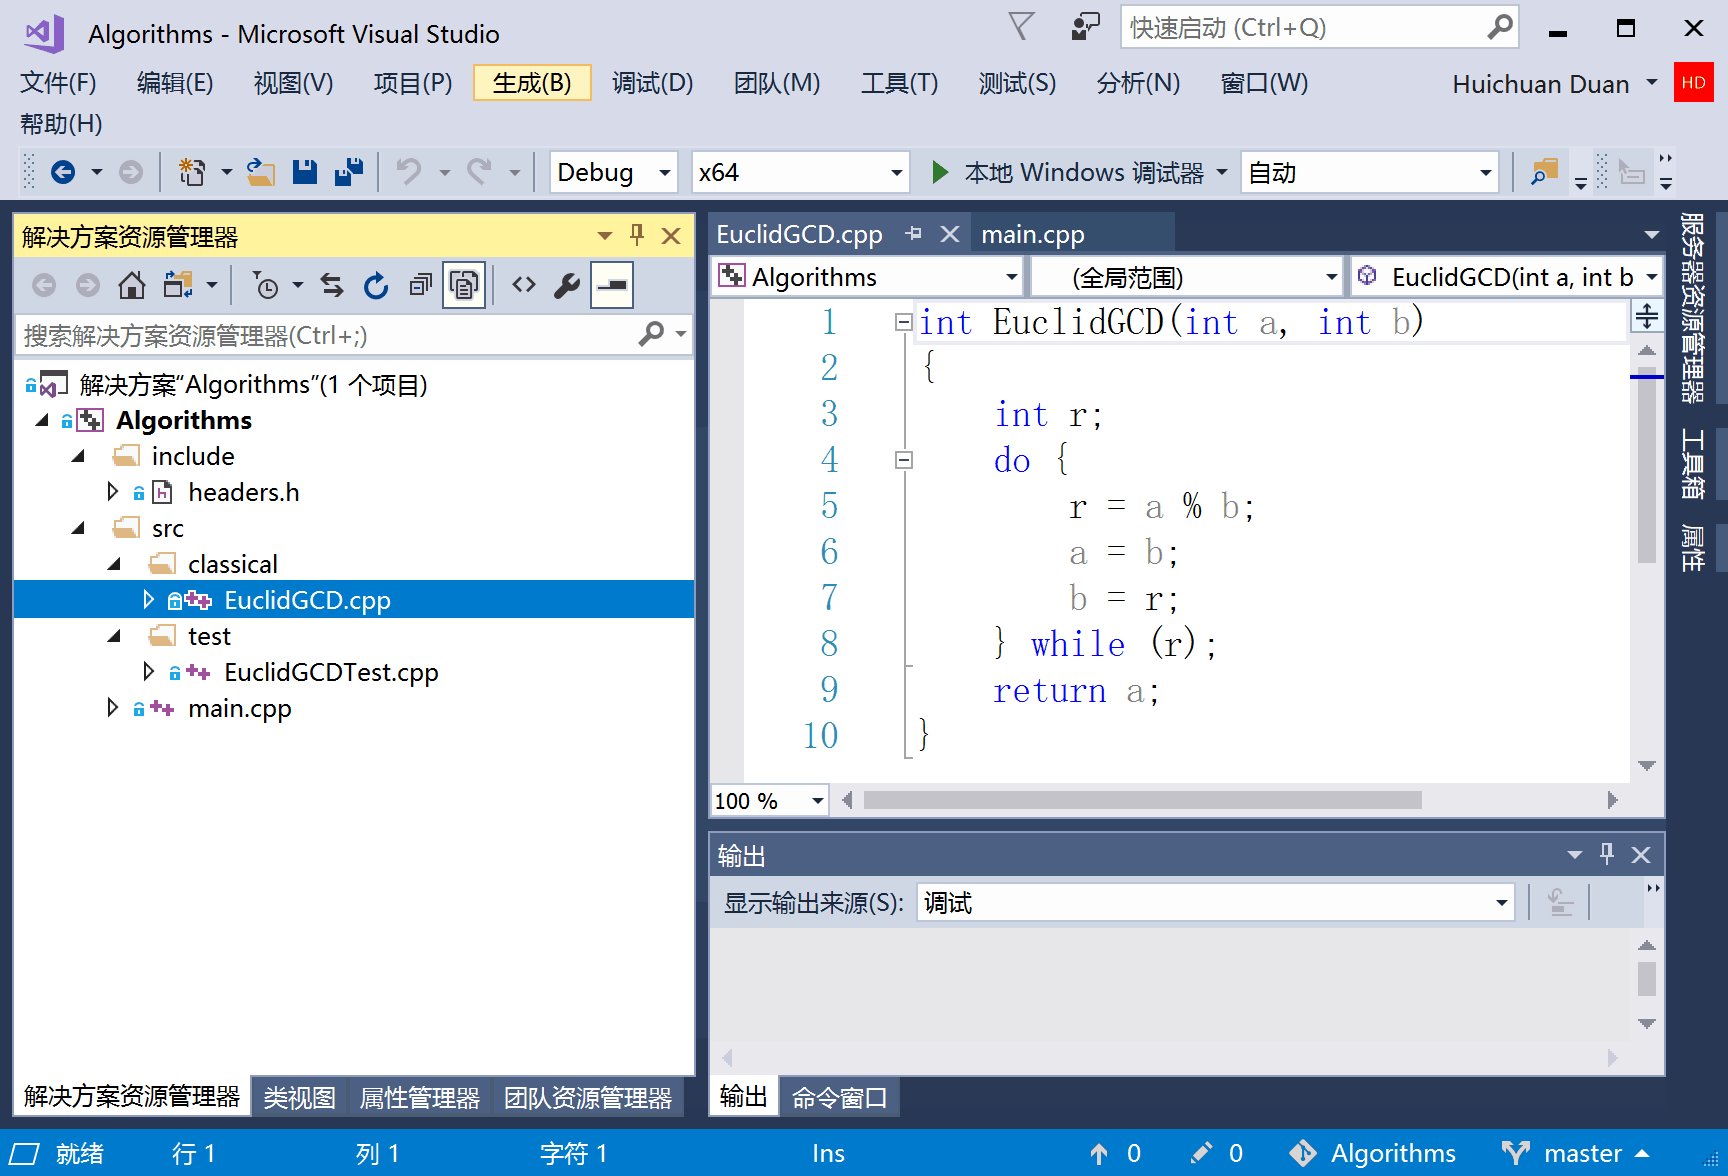 Algorithms - Microsoft Visual Studio
快速启动 (Ctrl+Q)
文件(F) 编辑(E) 视图(V) 项目(P) 生成(B) 调试(D) 团队(M) 工具(T) 测试(S) 分析(N) 窗口(W)
Huichuan Duan HD
帮助(H)
Debug x64 本地 Windows 调试器 自动
解决方案资源管理器
搜索解决方案资源管理器(Ctrl+;)
解决方案“Algorithms”(1 个项目)
Algorithms
include
headers.h
src
classical
EuclidGCD.cpp
test
EuclidGCDTest.cpp
main.cpp
解决方案资源管理器 类视图 属性管理器 团队资源管理器
EuclidGCD.cpp main.cpp
Algorithms (全局范围) EuclidGCD(int a, int b
1 int EuclidGCD(int a, int b)
2 {
3 int r;
4 do {
5 r = a % b;
6 a = b;
7 b = r;
8 } while (r);
9 return a;
10 }
100 %
输出
显示输出来源(S): 调试
输出 命令窗口
服务器资源管理器
工具箱
属性
就绪 行 1 列 1 字符 1 Ins 0 0 Algorithms master